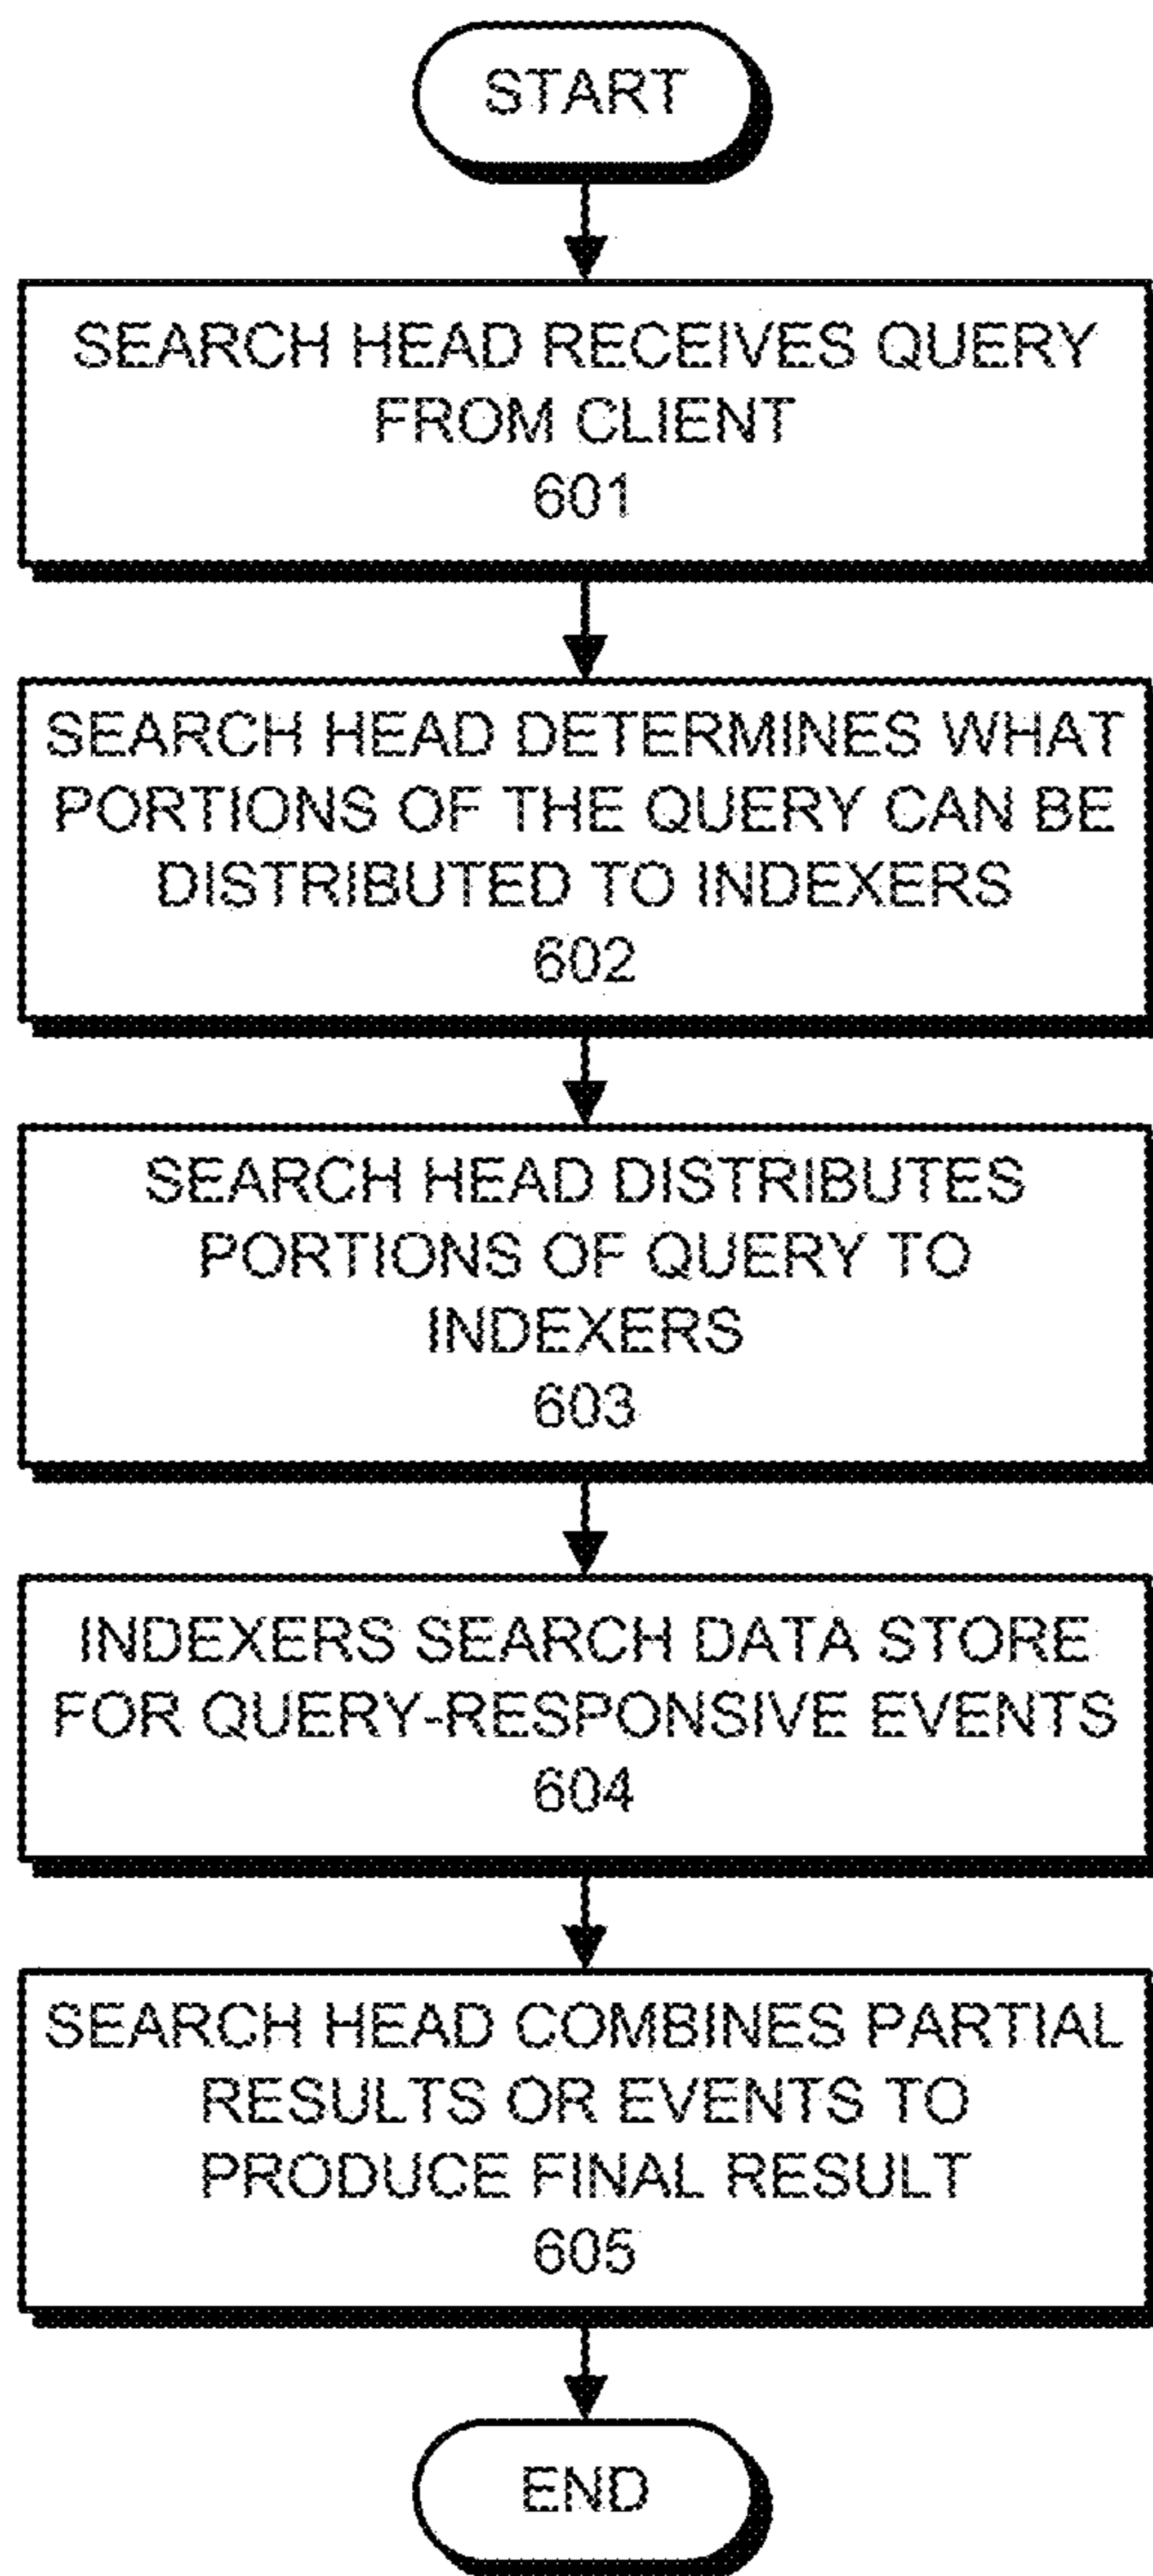 START
SEARCH HEAD RECEIVES QUERY
FROM CLIENT
601
SEARCH HEAD DETERMINES WHAT
PORTIONS OF THE QUERY CAN BE
DISTRIBUTED TO INDEXERS
602
SEARCH HEAD DISTRIBUTES
PORTIONS OF QUERY TO
INDEXERS
603
INDEXERS SEARCH DATA STORE
FOR QUERY-RESPONSIVE EVENTS
604
SEARCH HEAD COMBINES PARTIAL
RESULTS OR EVENTS TO
PRODUCE FINAL RESULT
605
END